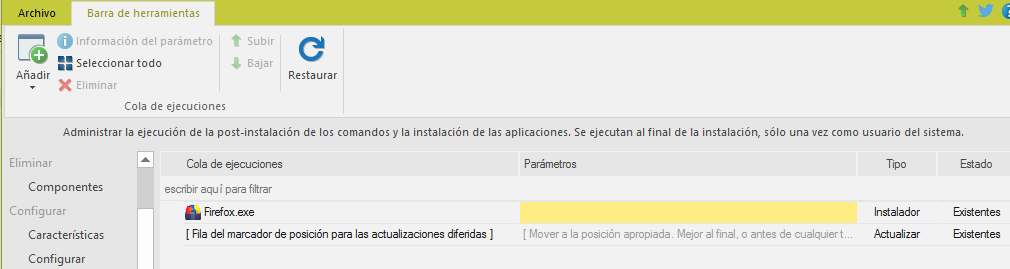 Archivo
Barra de herramientas
Añadir
Información del parámetro
Seleccionar todo
Eliminar
Subir
Bajar
Restaurar
Cola de ejecuciones
Administrar la ejecución de la post-instalación de los comandos y la instalación de las aplicaciones. Se ejecutan al final de la instalación, sólo una vez como usuario del sistema.
Eliminar
Componentes
Configurar
Características
Configurar
Cola de ejecuciones Parámetros Tipo Estado
escribir aquí para filtrar
Firefox.exe Instalador Existentes
[ Fila del marcador de posición para las actualizaciones diferidas ] [ Mover a la posición apropiada. Mejor al final, o antes de cualquier t... Actualizar Existentes